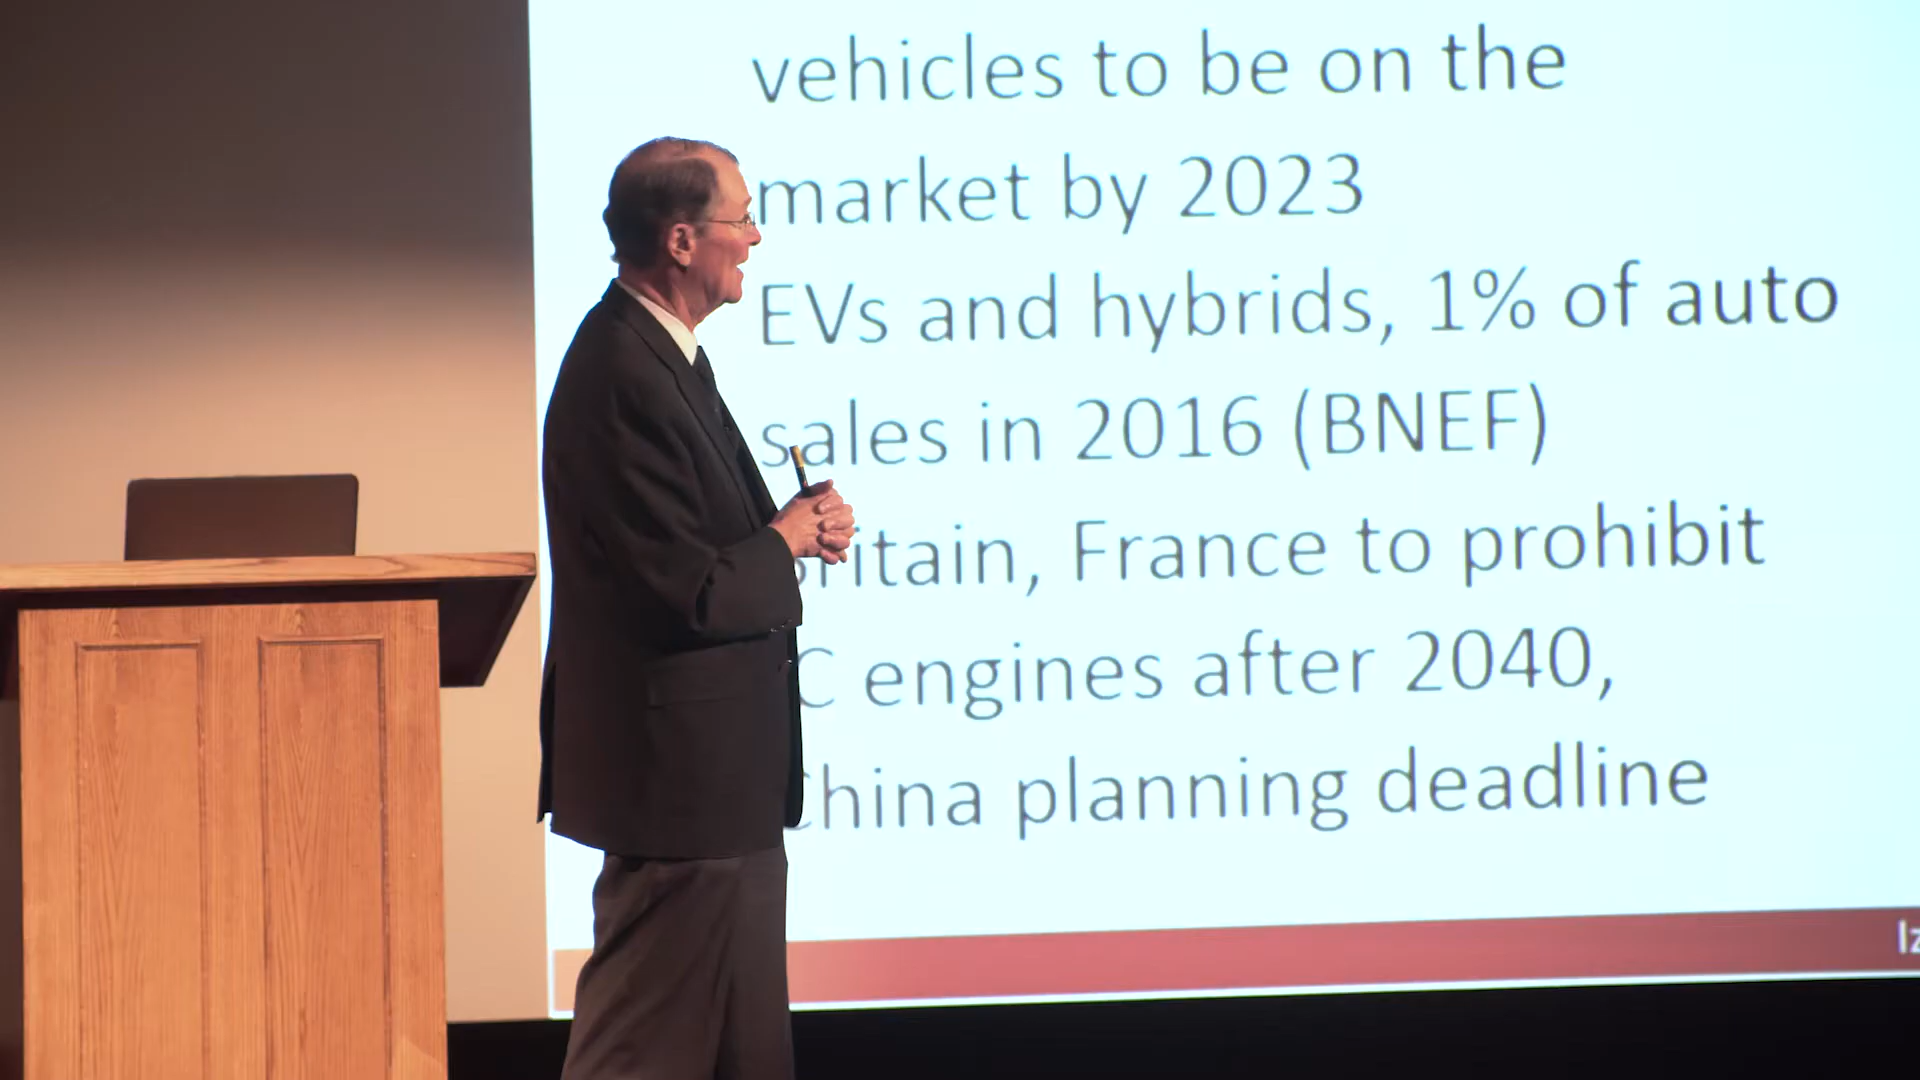 vehicles to be on the
market by 2023
EVs and hybrids, 1% of auto
sales in 2016 (BNEF)
Britain, France to prohibit
IC engines after 2040,
China planning deadline